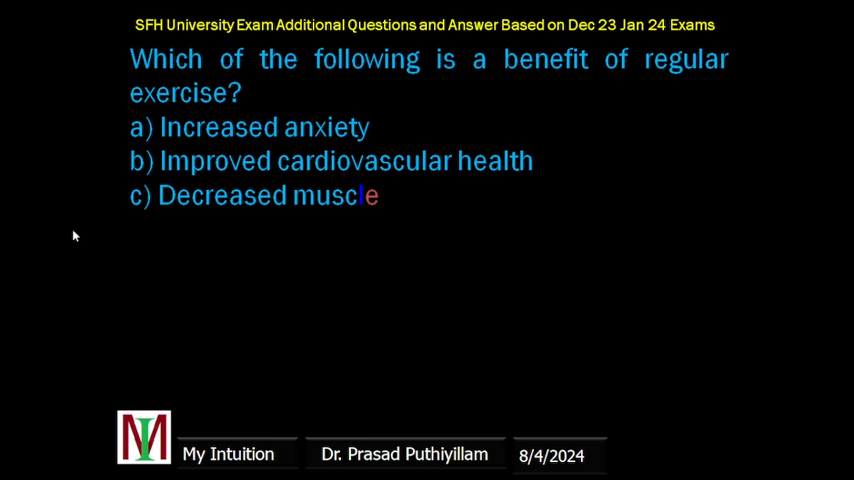 SFH University Exam Additional Questions and Answer Based on Dec 23 Jan 24 Exams
Which of the following is a benefit of regular
exercise?
a) Increased anxiety
b) Improved cardiovascular health
c) Decreased muscle
MI
My Intuition
Dr. Prasad Puthiyillam
8/4/2024